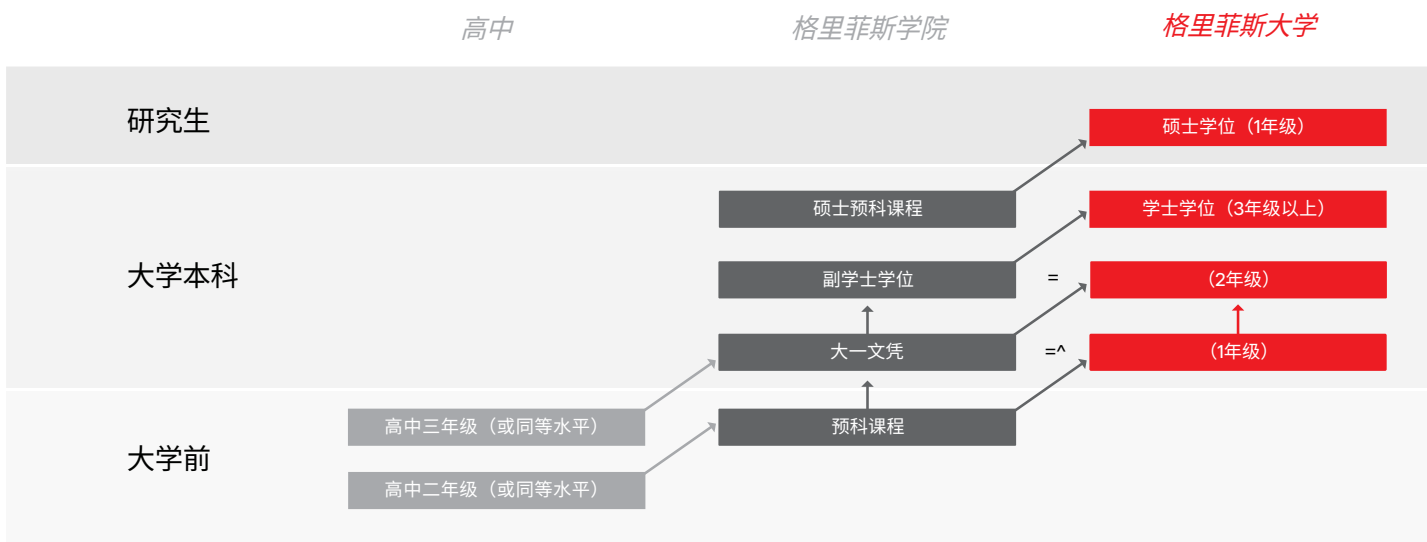 高中
格里菲斯学院
格里菲斯大学
研究生
硕士学位（1年级）
大学本科
硕士预科课程
学士学位（3年级以上）
副学士学位
=
（2年级）
大一文凭
=^
（1年级）
大学前
高中三年级（或同等水平）
预科课程
高中二年级（或同等水平）